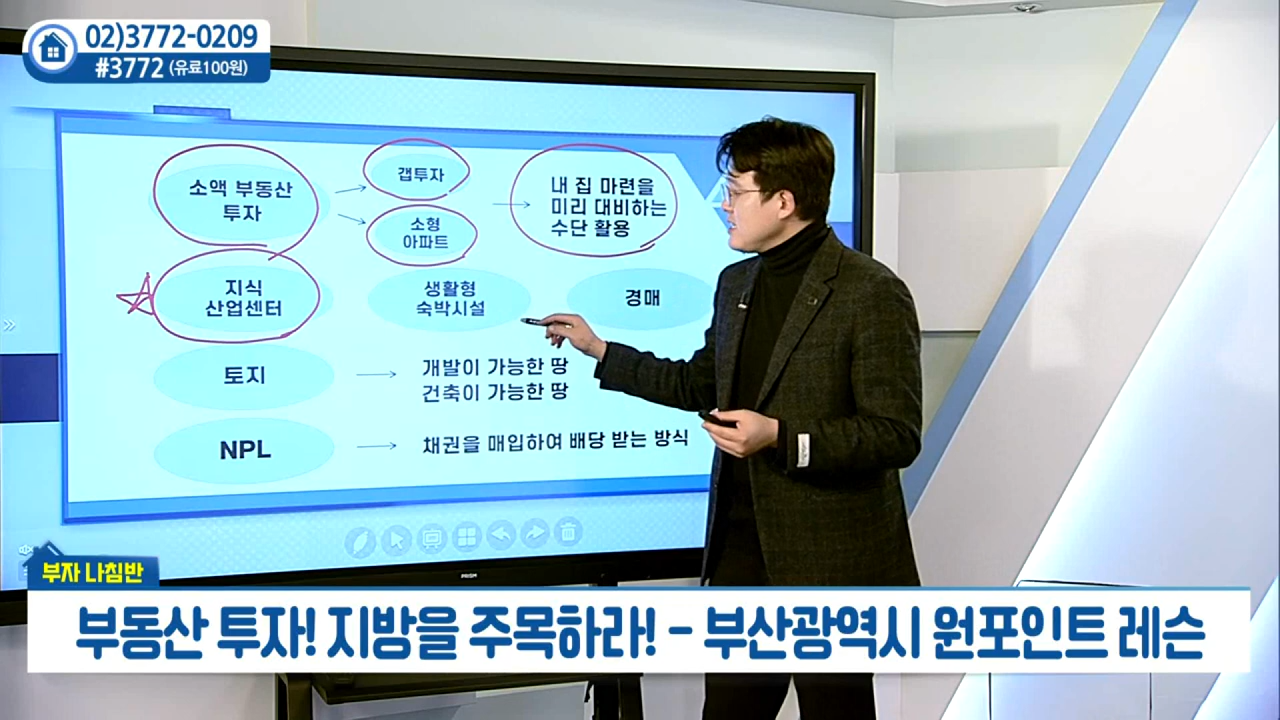 02)3772-0209
#3772 (유료100원)
소액 부동산
투자
갭투자
소형
아파트
내 집 마련을
미리 대비하는
수단 활용
지식
산업센터
생활형
숙박시설
경매
토지
개발이 가능한 땅
건축이 가능한 땅
NPL
채권을 매입하여 배당 받는 방식
PRISM
부자 나침반
부동산 투자! 지방을 주목하라! - 부산광역시 원포인트 레슨